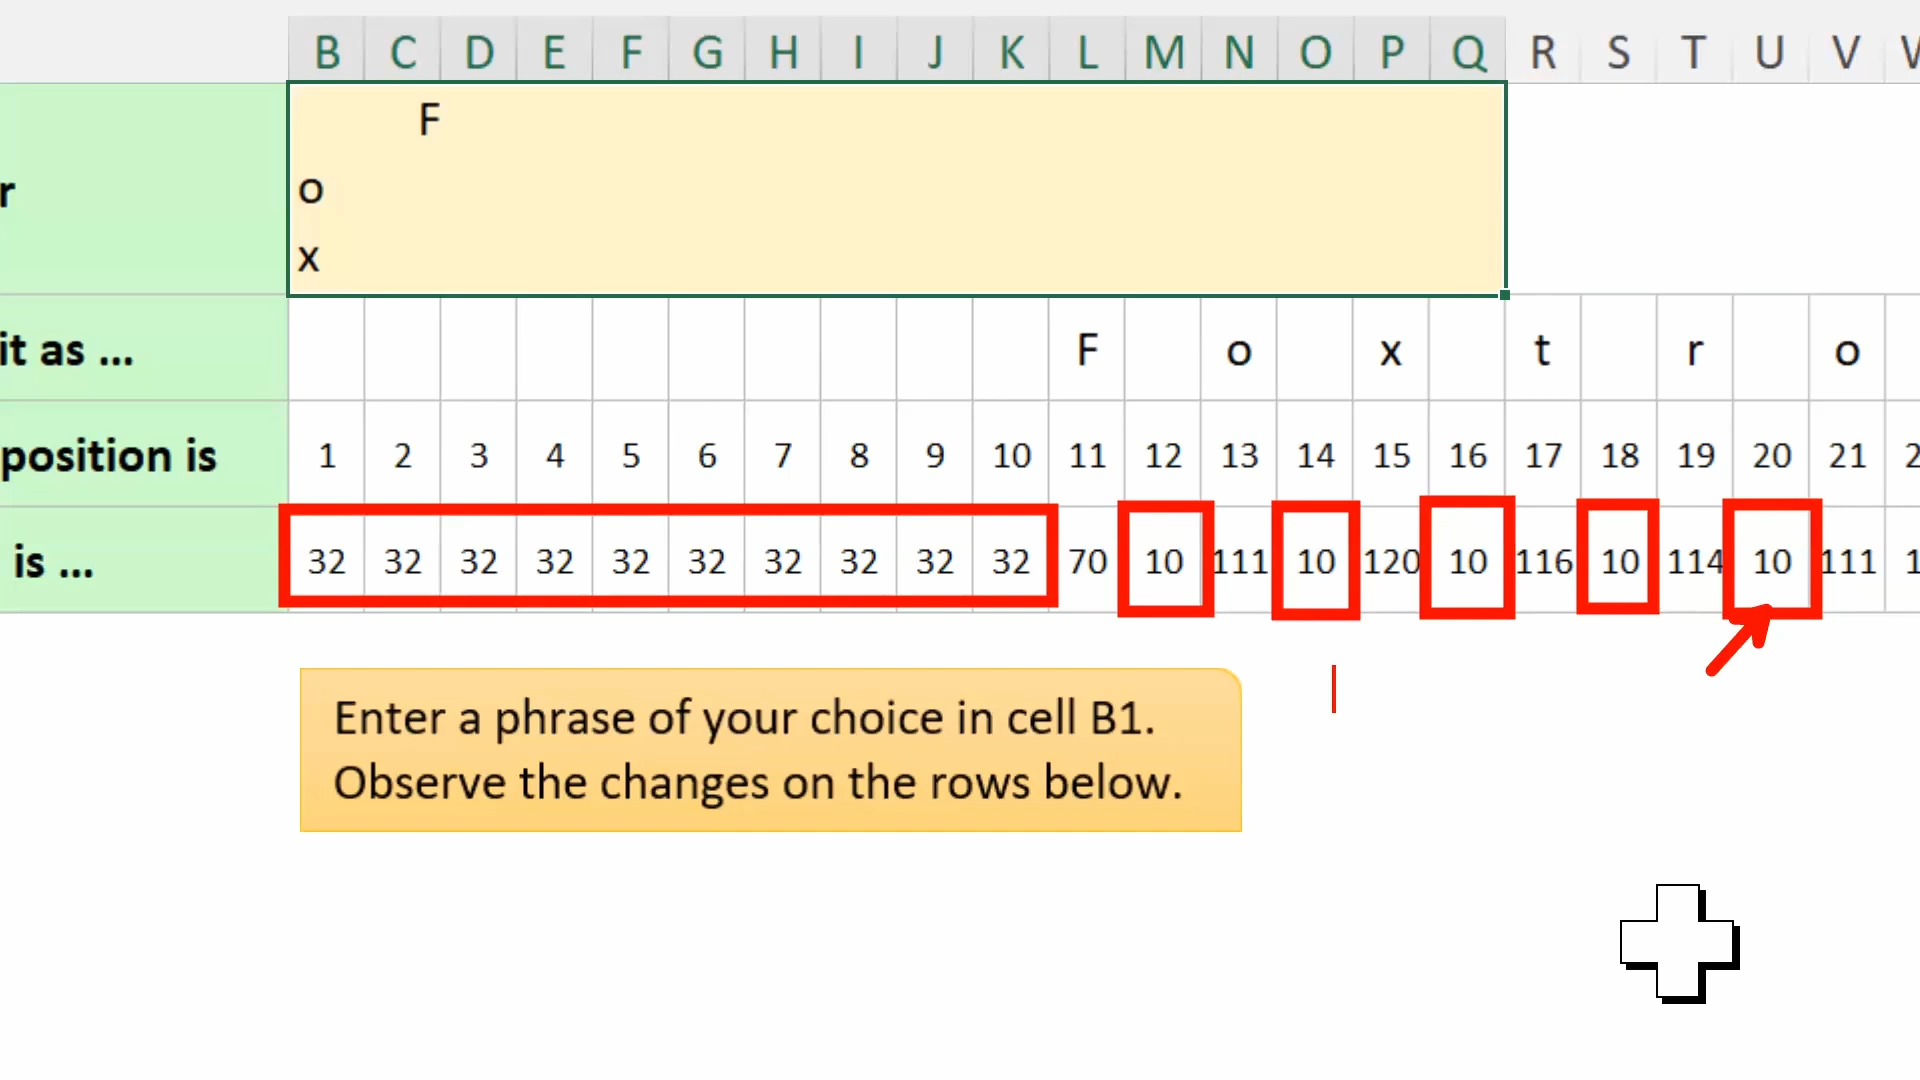 B C D E F G H I J K L M N O P Q R S T U V
F
r
o
x
it as ... F o x t r o
position is 1 2 3 4 5 6 7 8 9 10 11 12 13 14 15 16 17 18 19 20 21
is ... 32 32 32 32 32 32 32 32 32 32 70 10 111 10 120 10 116 10 114 10 111
Enter a phrase of your choice in cell B1.
Observe the changes on the rows below.